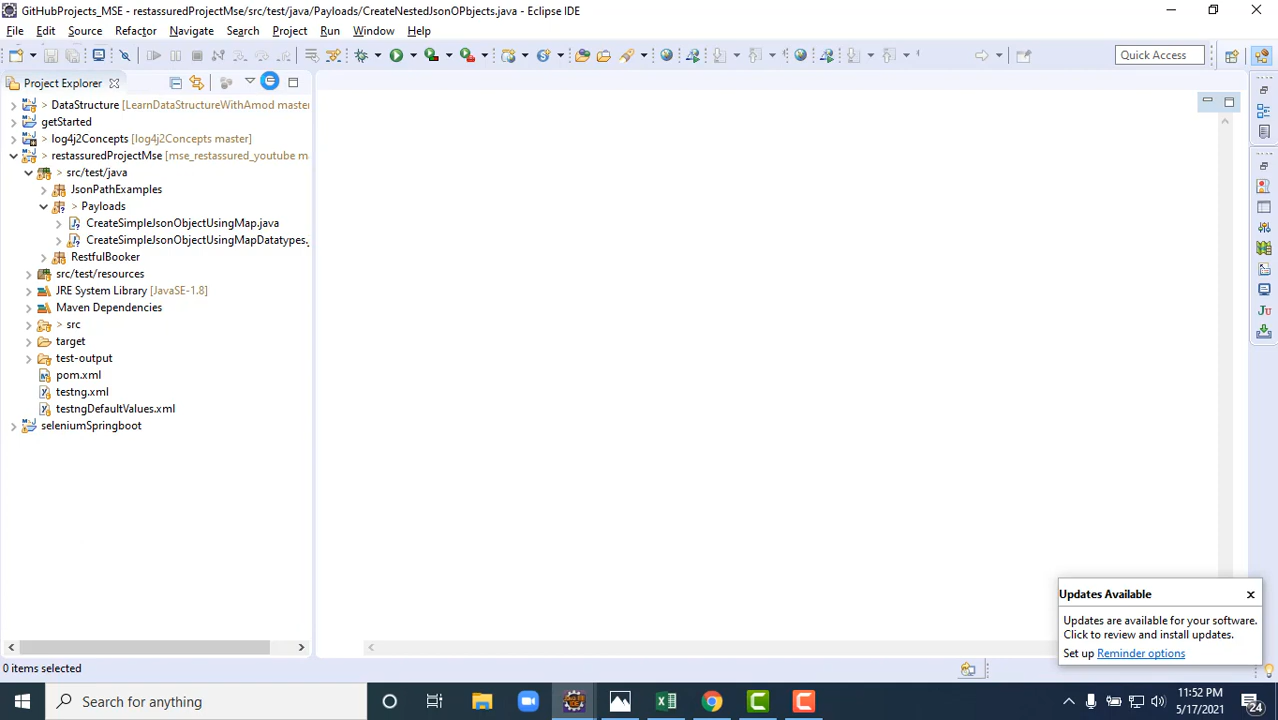 GitHubProjects_MSE - restassuredProjectMse/src/test/java/Payloads/CreateNestedJsonOPbjects.java - Eclipse IDE
File Edit Source Refactor Navigate Search Project Run Window Help
Quick Access
Project Explorer
> DataStructure [LearnDataStructureWithAmod master
getStarted
> log4j2Concepts [log4j2Concepts master]
> restassuredProjectMse [mse_restassured_youtube m
> src/test/java
JsonPathExamples
> Payloads
CreateSimpleJsonObjectUsingMap.java
CreateSimpleJsonObjectUsingMapDatatypes.
RestfulBooker
src/test/resources
JRE System Library [JavaSE-1.8]
Maven Dependencies
> src
target
test-output
pom.xml
testng.xml
testngDefaultValues.xml
seleniumSpringboot
Updates Available
Updates are available for your software.
Click to review and install updates.
Set up Reminder options
0 items selected
Search for anything
11:52 PM
5/17/2021
24